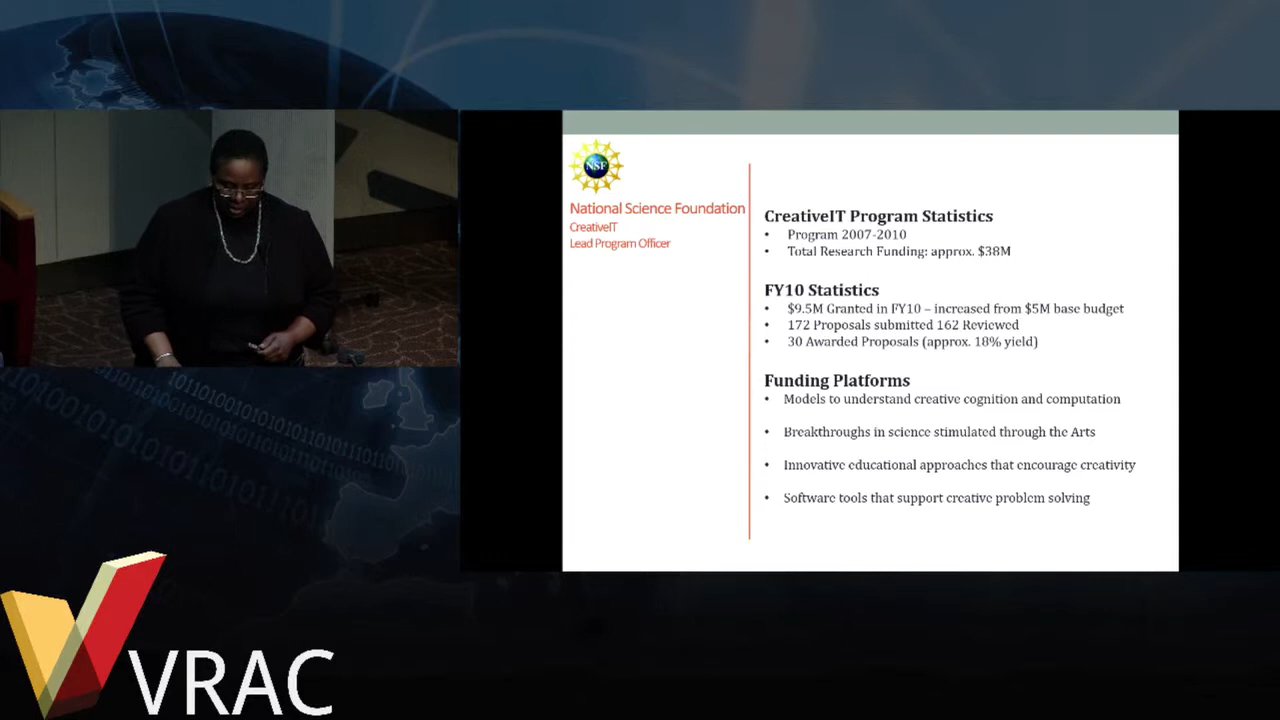 NSF
National Science Foundation
CreativeIT
Lead Program Officer
CreativeIT Program Statistics
• Program 2007-2010
• Total Research Funding: approx. $38M
FY10 Statistics
• $9.5M Granted in FY10 – increased from $5M base budget
• 172 Proposals submitted 162 Reviewed
• 30 Awarded Proposals (approx. 18% yield)
Funding Platforms
• Models to understand creative cognition and computation
• Breakthroughs in science stimulated through the Arts
• Innovative educational approaches that encourage creativity
• Software tools that support creative problem solving
VRAC